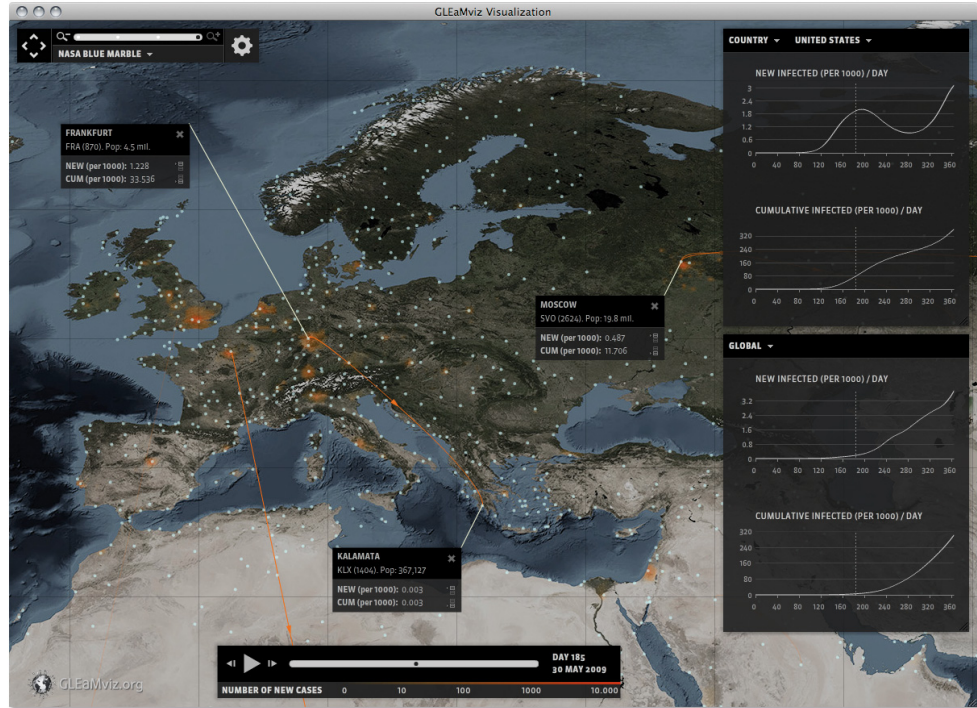 GLEaMviz Visualization
NASA BLUE MARBLE
FRANKFURT
FRA (870). Pop: 4.5 mil.
NEW (per 1000): 1.228
CUM (per 1000): 33.536
MOSCOW
SVO (2624). Pop: 19.8 mil.
NEW (per 1000): 0.487
CUM (per 1000): 11.706
KALAMATA
KLX (1404). Pop: 367,127
NEW (per 1000): 0.003
CUM (per 1000): 0.003
COUNTRY UNITED STATES
NEW INFECTED (PER 1000) / DAY
3
2.4
1.8
1.2
0.6
0 40 80 120 160 200 240 280 320 360
CUMULATIVE INFECTED (PER 1000) / DAY
320
240
160
80
0 40 80 120 160 200 240 280 320 360
GLOBAL
NEW INFECTED (PER 1000) / DAY
3.2
2.4
1.6
0.8
0 40 80 120 160 200 240 280 320 360
CUMULATIVE INFECTED (PER 1000) / DAY
320
240
160
80
0 40 80 120 160 200 240 280 320 360
DAY 185
30 MAY 2009
NUMBER OF NEW CASES 0 10 100 1000 10.000
GLEaMviz.org